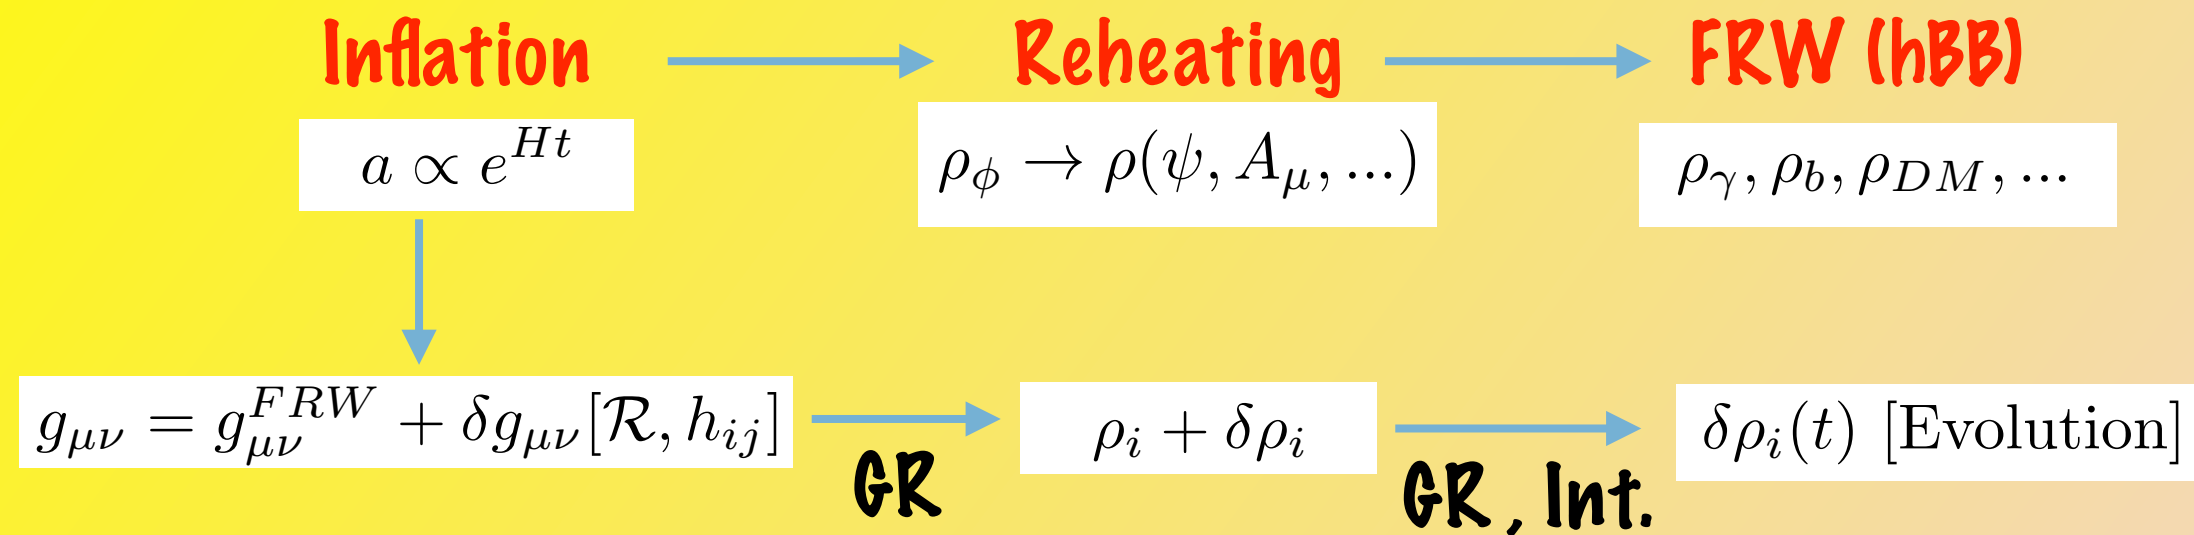 Inflation
Reheating
FRW (hBB)
a ∝ e^{Ht}
ρ_ϕ → ρ(ψ, A_μ, ...)
ρ_γ, ρ_b, ρ_{DM}, ...
g_{μν} = g_{μν}^{FRW} + δg_{μν}[ℛ, h_{ij}]
ρ_i + δρ_i
δρ_i(t) [Evolution]
GR
GR, Int.